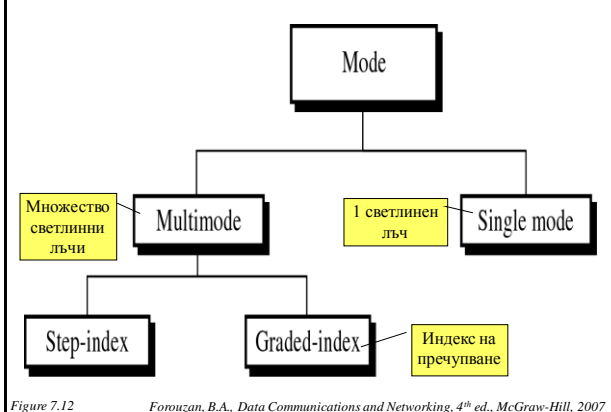 Mode
Множество
светлинни
лъчи
Multimode
1 светлинен
лъч
Single mode
Step-index
Graded-index
Индекс на
пречупване
Figure 7.12 Forouzan, B.A., Data Communications and Networking, 4th ed., McGraw-Hill, 2007